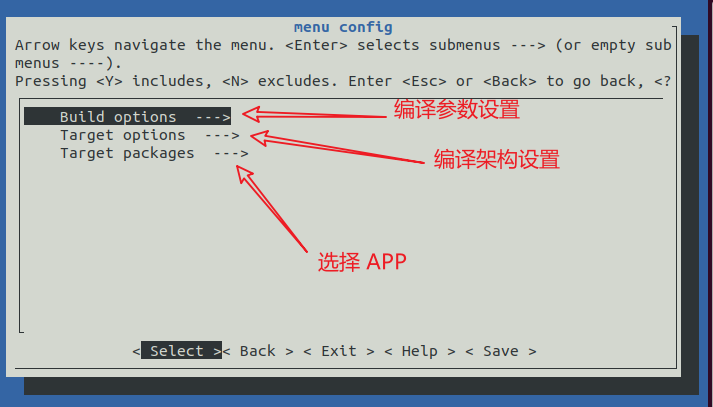 menu config
Arrow keys navigate the menu. <Enter> selects submenus ---> (or empty sub
menus ----).
Pressing <Y> includes, <N> excludes. Enter <Esc> or <Back> to go back, <?
Build options --->
编译参数设置
Target options --->
编译架构设置
Target packages --->
选择 APP
< Select >< Back > < Exit > < Help > < Save >